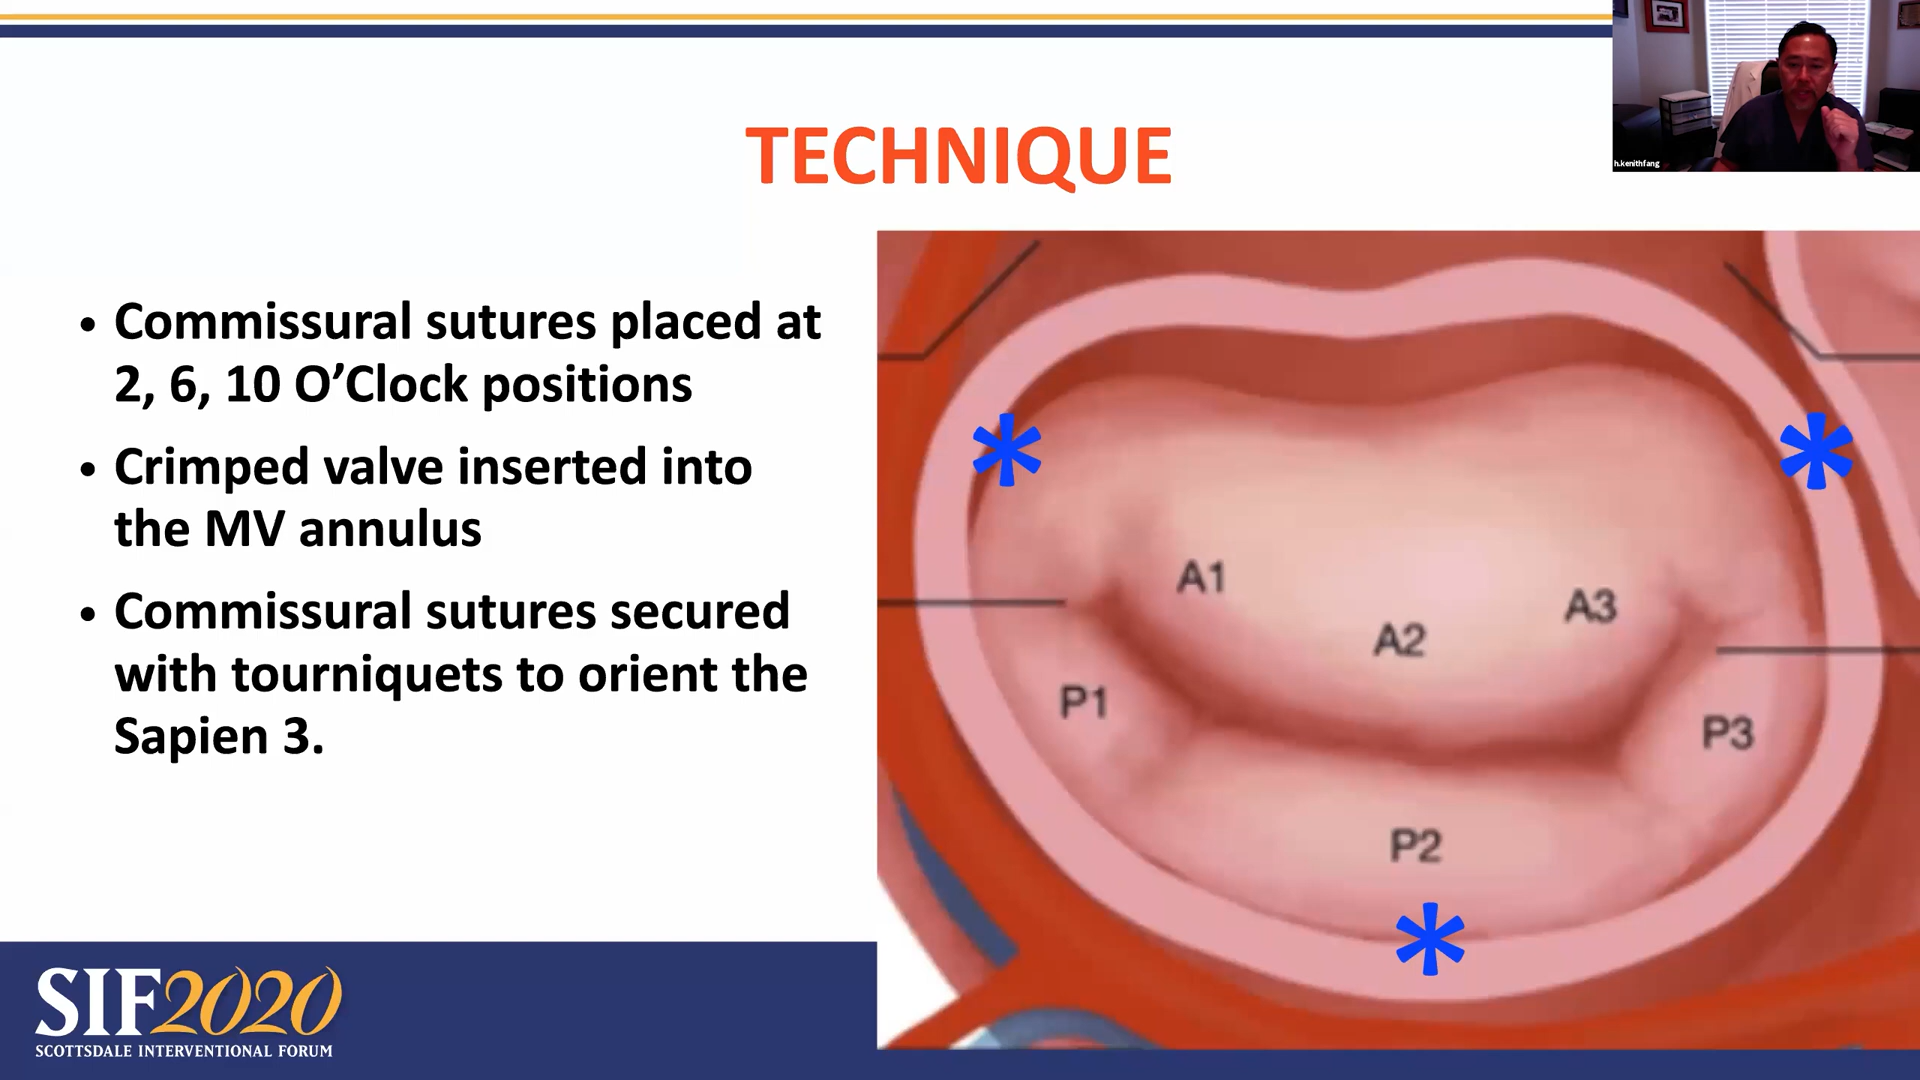 TECHNIQUE
h.kenithfang
• Commissural sutures placed at
2, 6, 10 O’Clock positions
• Crimped valve inserted into
the MV annulus
• Commissural sutures secured
with tourniquets to orient the
Sapien 3.
*
*
A1
A3
A2
P1
P3
P2
*
SIF2020
SCOTTSDALE INTERVENTIONAL FORUM